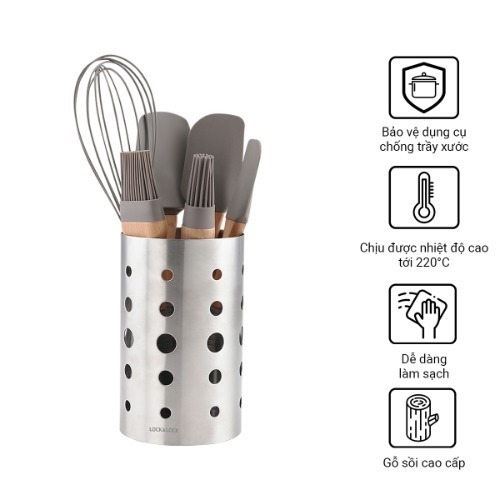 Bảo vệ dụng cụ
chống trầy xước
Chịu được nhiệt độ cao
tới 220°C
Dễ dàng
làm sạch
Gỗ sồi cao cấp
LOCK&LOCK